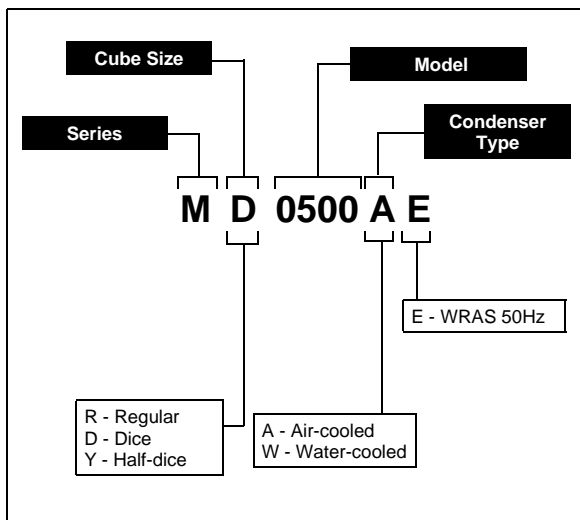 Cube Size
Model
Series
Condenser
Type
M D 0500 A E
E - WRAS 50Hz
R - Regular
D - Dice
Y - Half-dice
A - Air-cooled
W - Water-cooled